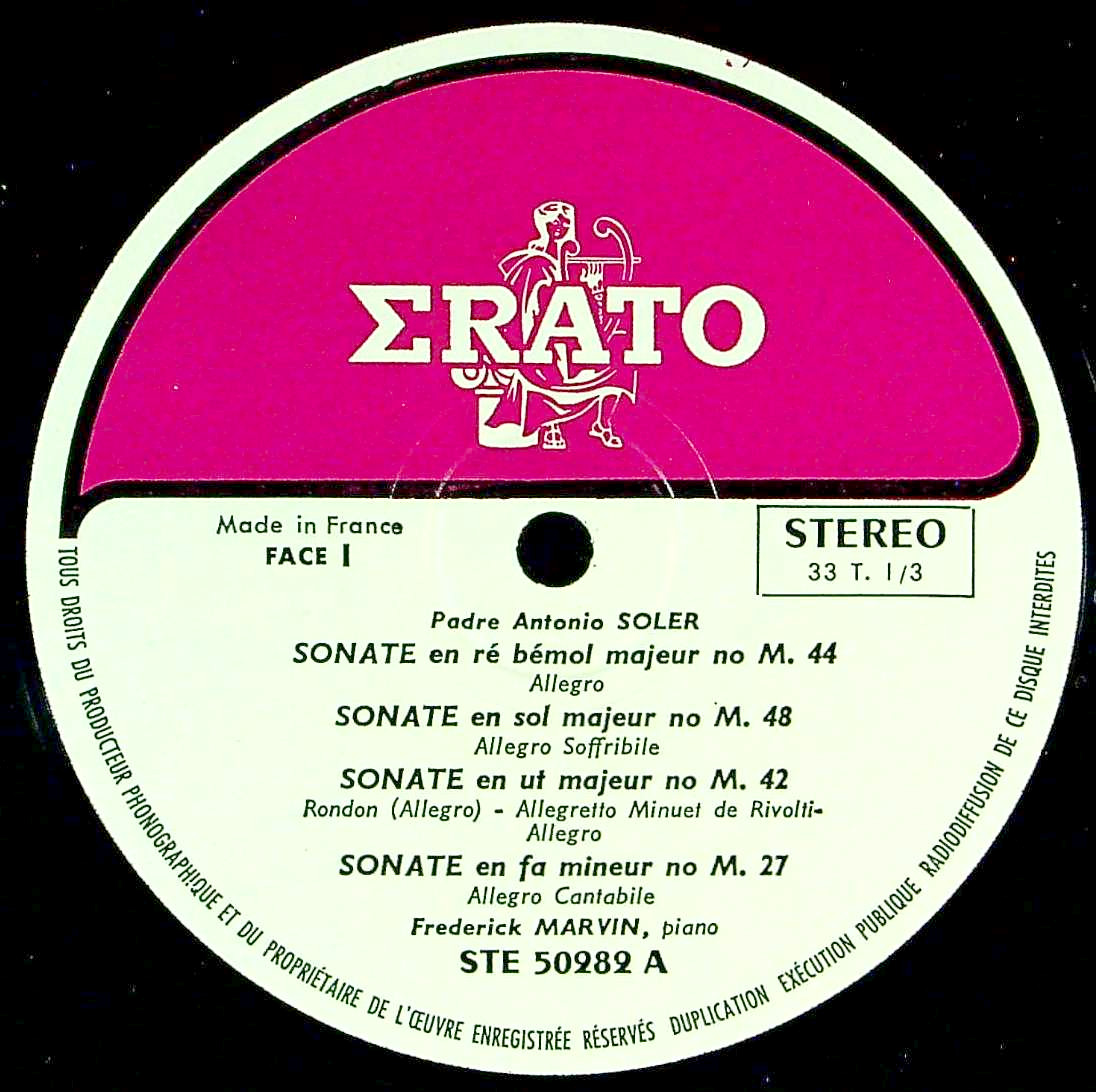 ΣRATO
Made in France
FACE I
STEREO
33 T. 1/3
Padre Antonio SOLER
SONATE en ré bémol majeur no M. 44
Allegro
SONATE en sol majeur no M. 48
Allegro Soffribile
SONATE en ut majeur no M. 42
Rondon (Allegro) - Allegretto Minuet de Rivolti-
Allegro
SONATE en fa mineur no M. 27
Allegro Cantabile
Frederick MARVIN, piano
STE 50282 A
TOUS DROITS DU PRODUCTEUR PHONOGRAPHIQUE ET DU PROPRIÉTAIRE DE L'ŒUVRE ENREGISTRÉE RÉSERVÉS DUPLICATION EXÉCUTION PUBLIQUE RADIODIFFUSION DE CE DISQUE INTERDITES